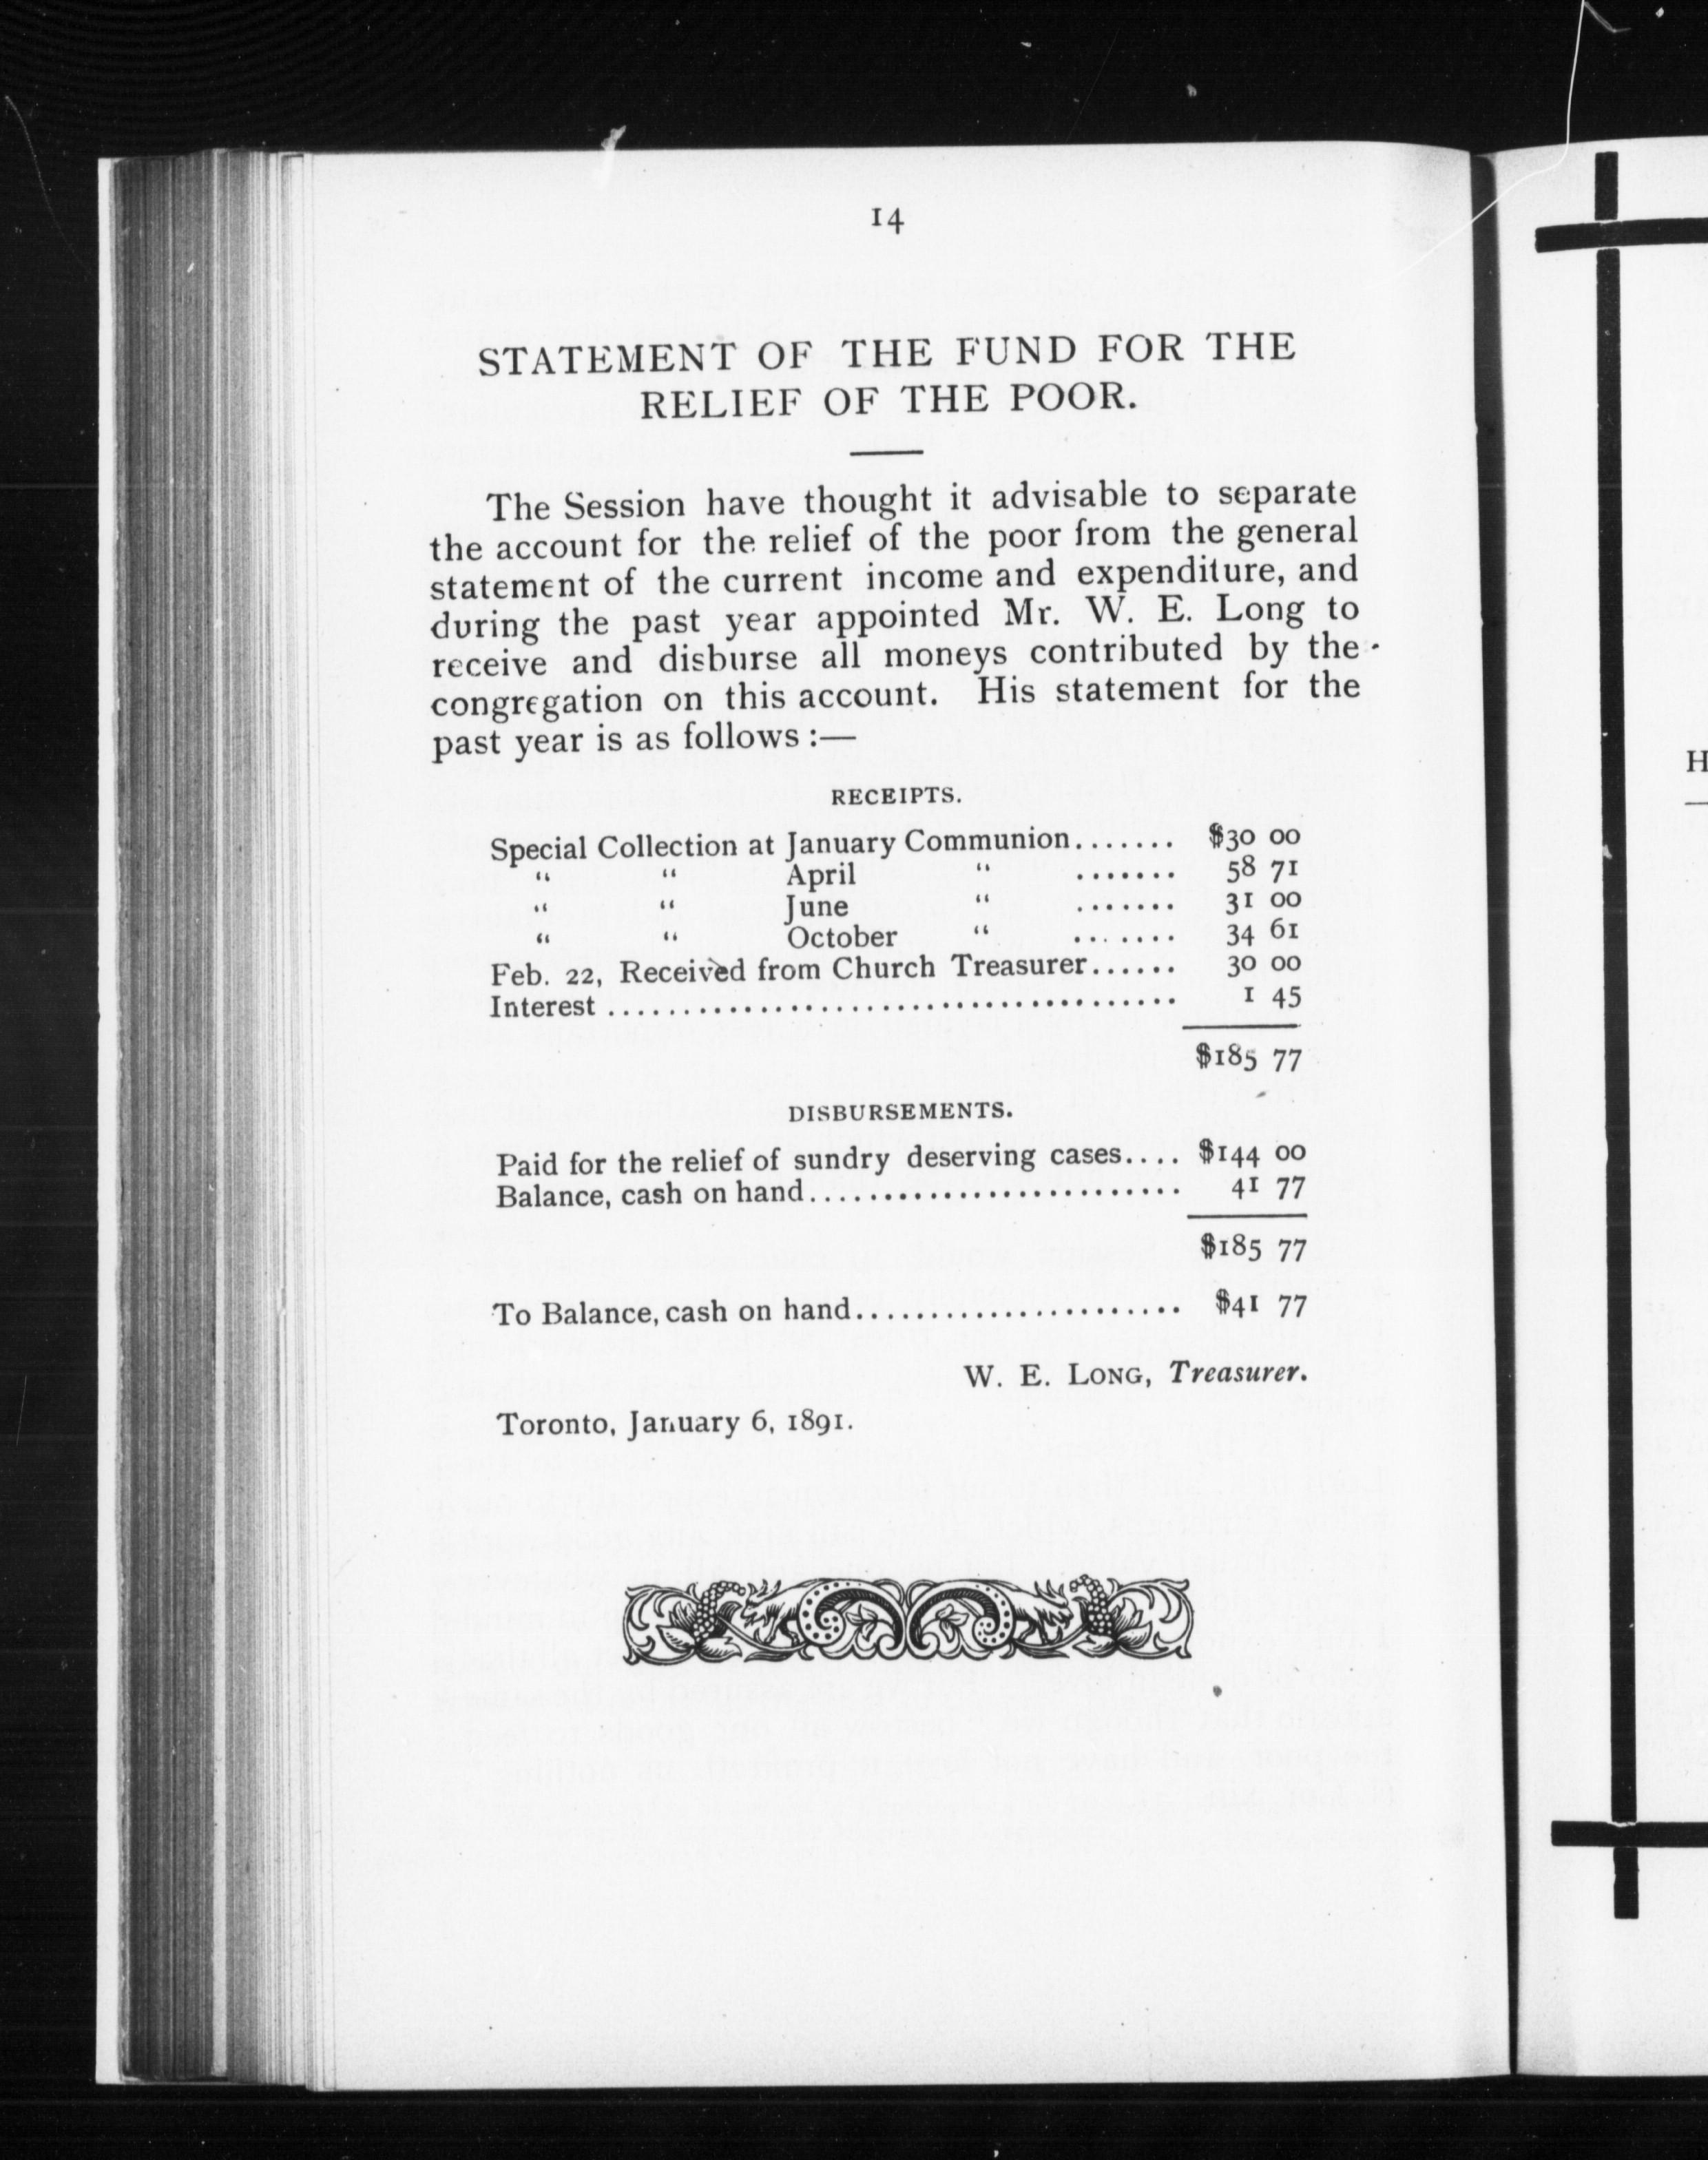 14
STATEMENT OF THE FUND FOR THE
RELIEF OF THE POOR.
The Session have thought it advisable to separate
the account for the relief of the poor from the general
statement of the current income and expenditure, and
during the past year appointed Mr. W. E. Long to
receive and disburse all moneys contributed by the
congregation on this account. His statement for the
past year is as follows :—
RECEIPTS.
Special Collection at January Communion....... $30 00
“ “ April “ ....... 58 71
“ “ June “ ....... 31 00
“ “ October “ ....... 34 61
Feb. 22, Received from Church Treasurer...... 30 00
Interest ...................................... 1 45
$185 77
DISBURSEMENTS.
Paid for the relief of sundry deserving cases.... $144 00
Balance, cash on hand......................... 41 77
$185 77
To Balance, cash on hand...................... $41 77
W. E. LONG, Treasurer.
Toronto, January 6, 1891.
H